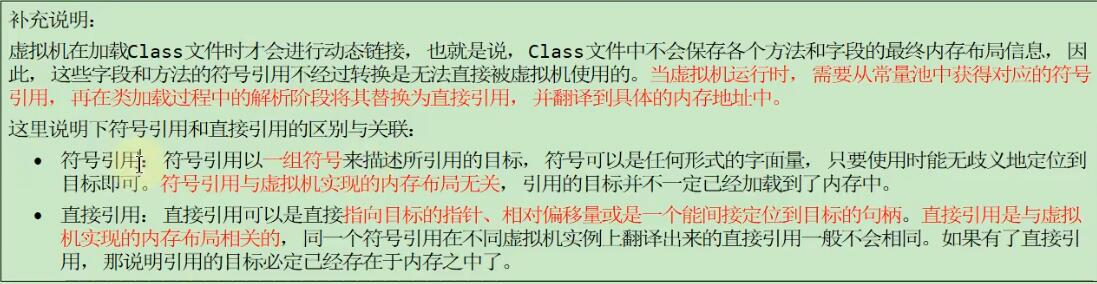 补充说明：
虚拟机在加载Class文件时才会进行动态链接，也就是说，Class文件中不会保存各个方法和字段的最终内存布局信息，因
此，这些字段和方法的符号引用不经过转换是无法直接被虚拟机使用的。当虚拟机运行时，需要从常量池中获得对应的符号
引用，再在类加载过程中的解析阶段将其替换为直接引用，并翻译到具体的内存地址中。
这里说明下符号引用和直接引用的区别与关联：
• 符号引用：符号引用以一组符号来描述所引用的目标，符号可以是任何形式的字面量，只要使用时能无歧义地定位到
目标即可。符号引用与虚拟机实现的内存布局无关，引用的目标并不一定已经加载到了内存中。
• 直接引用：直接引用可以是直接指向目标的指针、相对偏移量或是一个能间接定位到目标的句柄。直接引用是与虚拟
机实现的内存布局相关的，同一个符号引用在不同虚拟机实例上翻译出来的直接引用一般不会相同。如果有了直接引
用，那说明引用的目标必定已经存在于内存之中了。